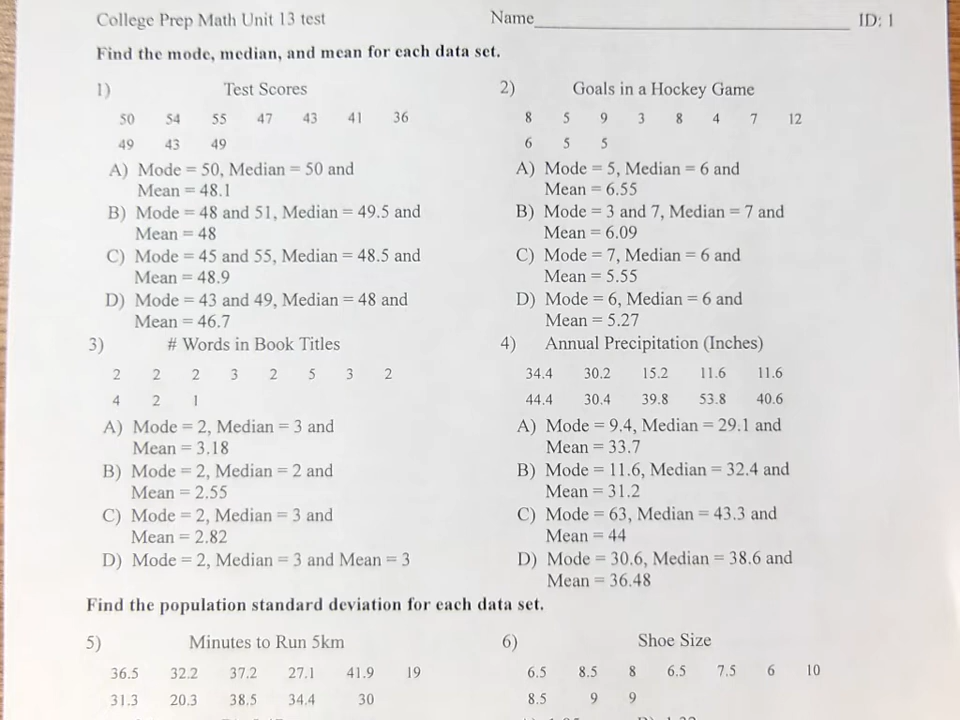 College Prep Math Unit 13 test Name ID: 1
Find the mode, median, and mean for each data set.
1) Test Scores
50 54 55 47 43 41 36
49 43 49
A) Mode = 50, Median = 50 and
Mean = 48.1
B) Mode = 48 and 51, Median = 49.5 and
Mean = 48
C) Mode = 45 and 55, Median = 48.5 and
Mean = 48.9
D) Mode = 43 and 49, Median = 48 and
Mean = 46.7
2) Goals in a Hockey Game
8 5 9 3 8 4 7 12
6 5 5
A) Mode = 5, Median = 6 and
Mean = 6.55
B) Mode = 3 and 7, Median = 7 and
Mean = 6.09
C) Mode = 7, Median = 6 and
Mean = 5.55
D) Mode = 6, Median = 6 and
Mean = 5.27
3) # Words in Book Titles
2 2 2 3 2 5 3 2
4 2 1
A) Mode = 2, Median = 3 and
Mean = 3.18
B) Mode = 2, Median = 2 and
Mean = 2.55
C) Mode = 2, Median = 3 and
Mean = 2.82
D) Mode = 2, Median = 3 and Mean = 3
4) Annual Precipitation (Inches)
34.4 30.2 15.2 11.6 11.6
44.4 30.4 39.8 53.8 40.6
A) Mode = 9.4, Median = 29.1 and
Mean = 33.7
B) Mode = 11.6, Median = 32.4 and
Mean = 31.2
C) Mode = 63, Median = 43.3 and
Mean = 44
D) Mode = 30.6, Median = 38.6 and
Mean = 36.48
Find the population standard deviation for each data set.
5) Minutes to Run 5km
36.5 32.2 37.2 27.1 41.9 19
31.3 20.3 38.5 34.4 30
6) Shoe Size
6.5 8.5 8 6.5 7.5 6 10
8.5 9 9